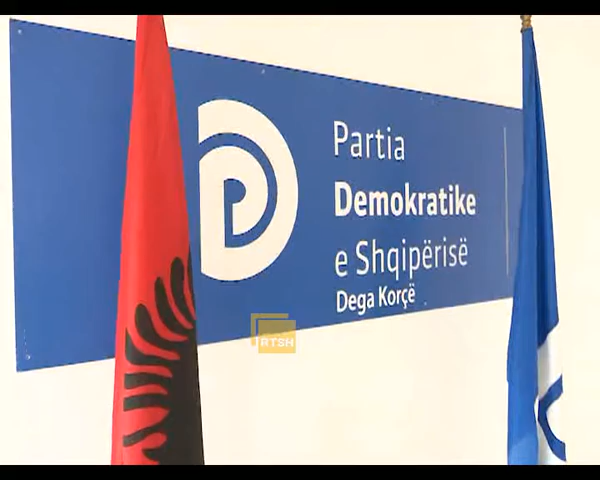 Partia
Demokratike
e Shqipërisë
Dega Korçë
RTSH